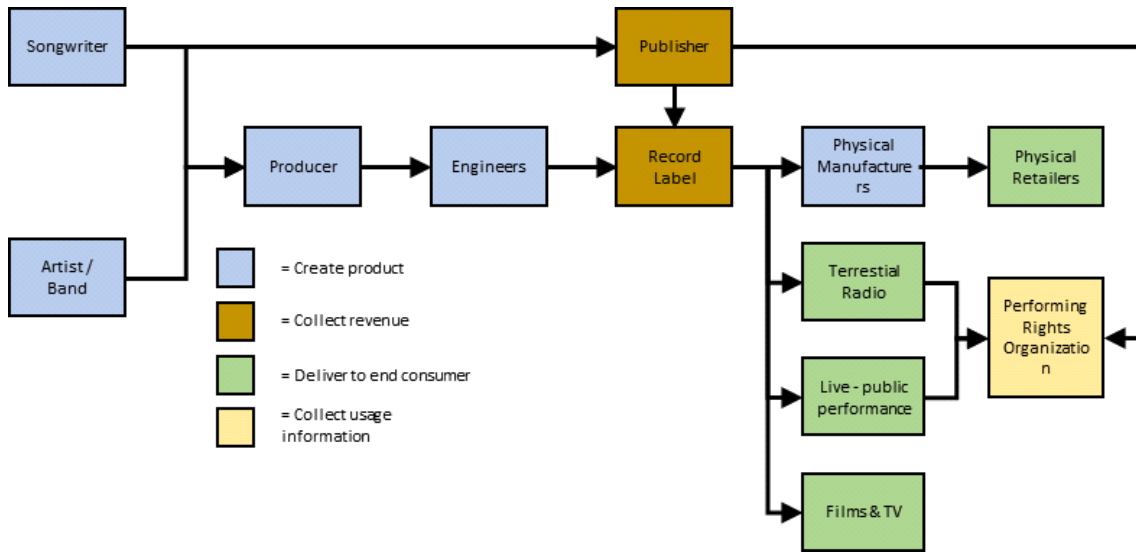 Songwriter
Publisher
Producer
Engineers
Record
Label
Physical
Manufacture
rs
Physical
Retailers
Artist /
Band
= Create product
= Collect revenue
= Deliver to end consumer
= Collect usage
information
Terrestial
Radio
Performing
Rights
Organizatio
n
Live - public
performance
Films & TV